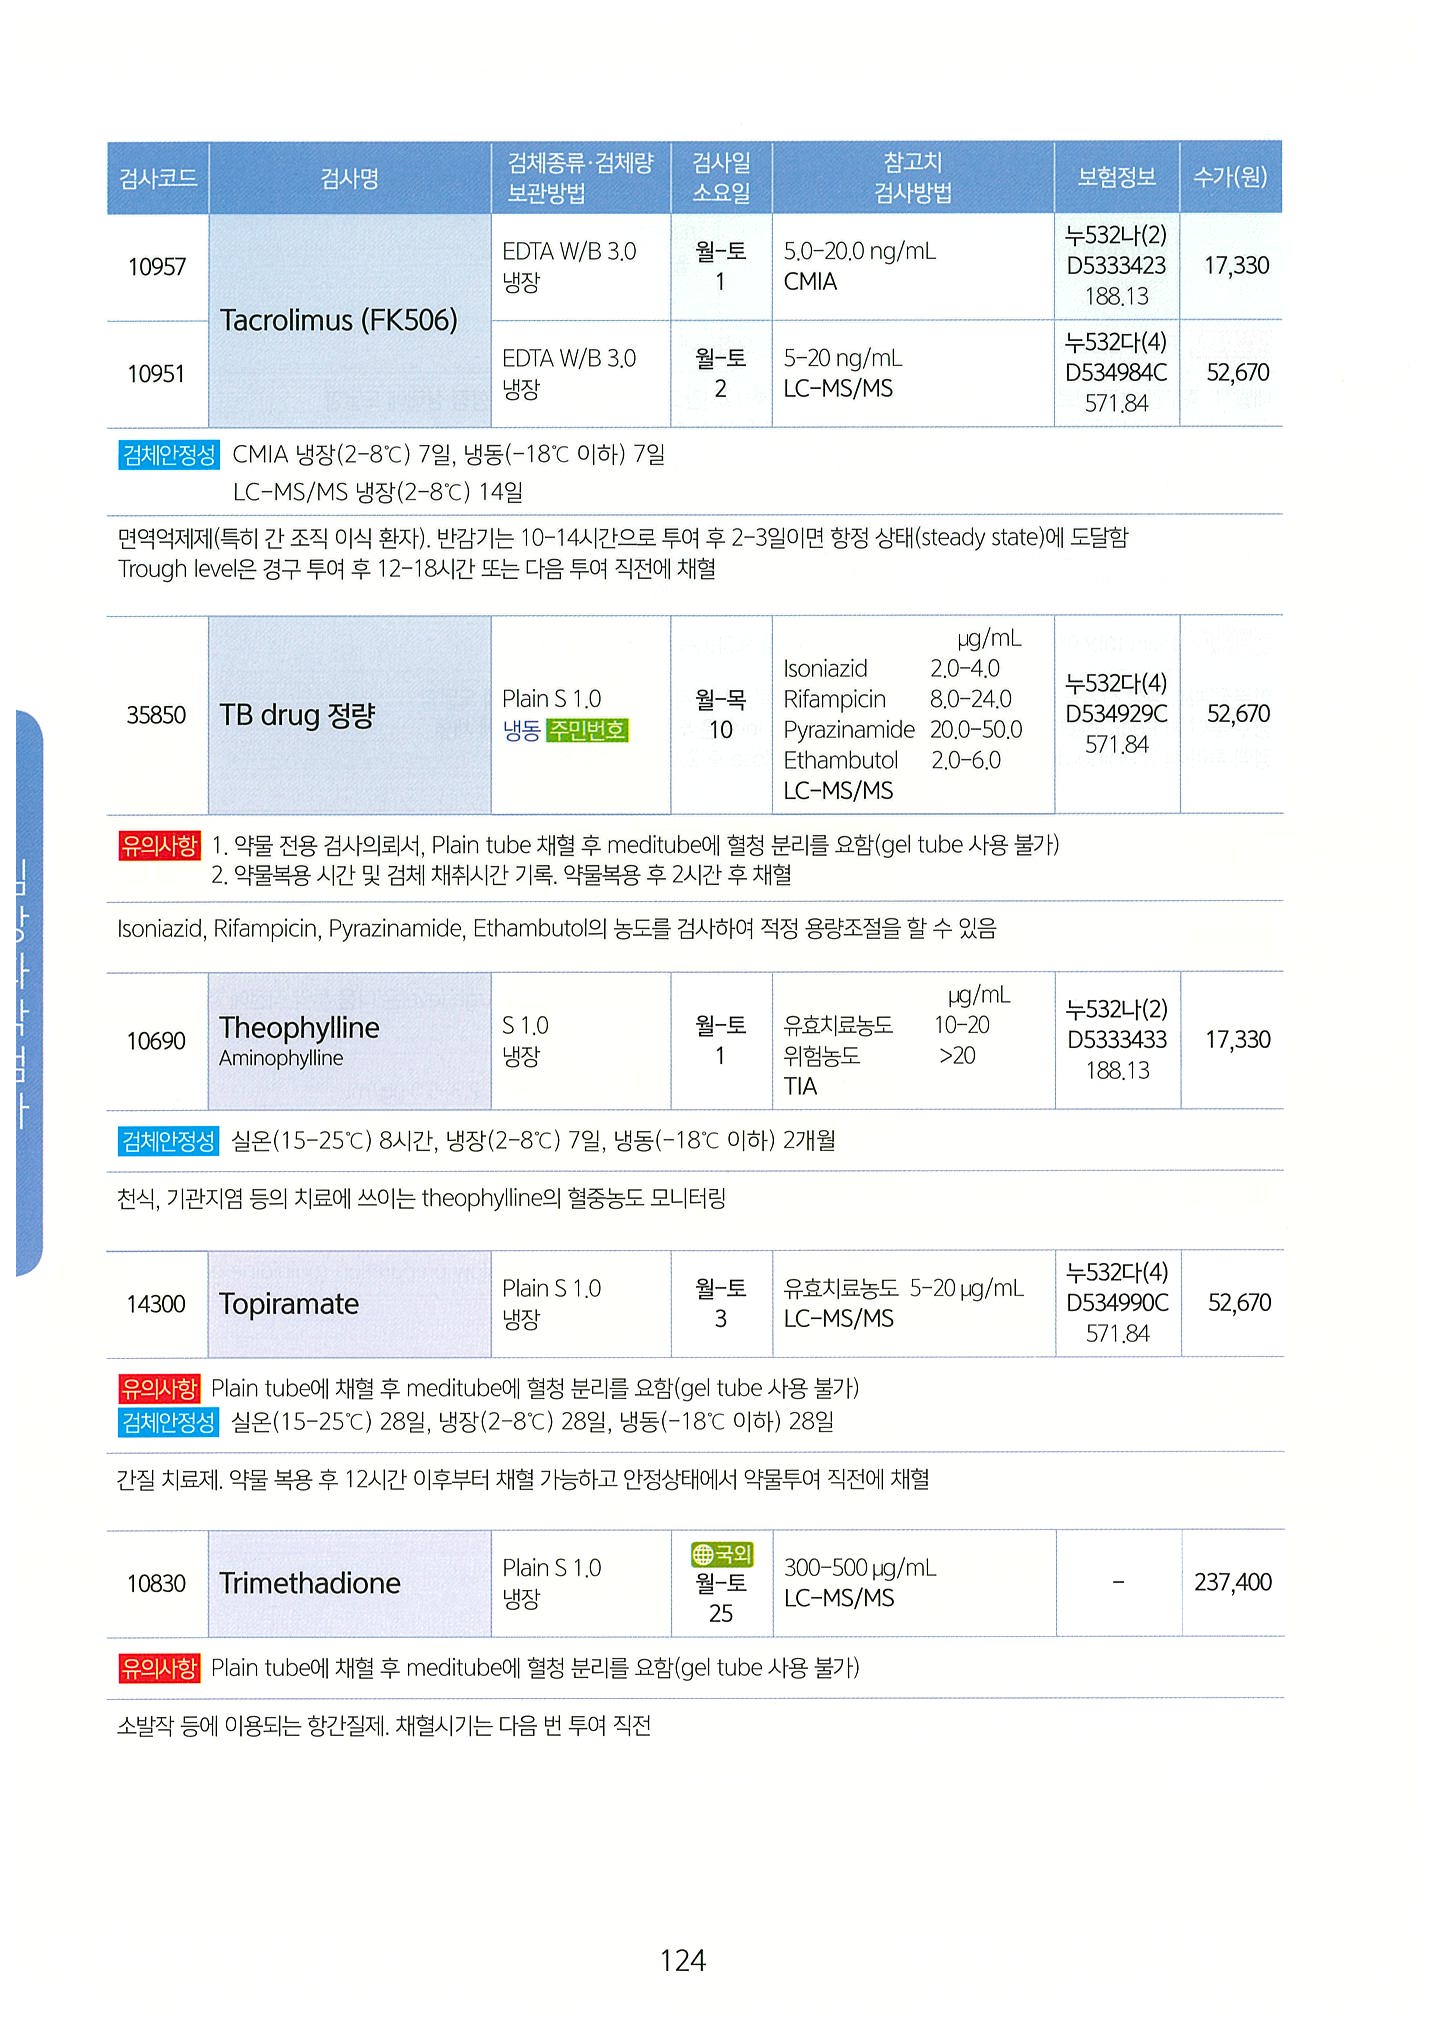 검사코드 검사명 검체종류·검체량 보관방법 검사일 소요일 참고치 검사방법 보험정보 수가(원)
10957 Tacrolimus (FK506) EDTA W/B 3.0 냉장 월-토 1 5.0-20.0 ng/mL CMIA 누532나(2) D5333423 188.13 17,330
10951 EDTA W/B 3.0 냉장 월-토 2 5-20 ng/mL LC-MS/MS 누532다(4) D534984C 571.84 52,670
검체안정성 CMIA 냉장(2-8℃) 7일, 냉동(-18℃ 이하) 7일
LC-MS/MS 냉장(2-8℃) 14일
면역억제제(특히 간 조직 이식 환자). 반감기는 10-14시간으로 투여 후 2-3일이면 항정 상태(steady state)에 도달함
Trough level은 경구 투여 후 12-18시간 또는 다음 투여 직전에 채혈
35850 TB drug 정량 Plain S 1.0 냉동 주민번호 월-목 10
µg/mL
Isoniazid 2.0-4.0
Rifampicin 8.0-24.0
Pyrazinamide 20.0-50.0
Ethambutol 2.0-6.0
LC-MS/MS
누532다(4) D534929C 571.84 52,670
유의사항 1. 약물 전용 검사의뢰서, Plain tube 채혈 후 meditube에 혈청 분리를 요함(gel tube 사용 불가)
2. 약물복용 시간 및 검체 채취시간 기록. 약물복용 후 2시간 후 채혈
Isoniazid, Rifampicin, Pyrazinamide, Ethambutol의 농도를 검사하여 적정 용량조절을 할 수 있음
10690 Theophylline Aminophylline S 1.0 냉장 월-토 1
µg/mL
유효치료농도 10-20
위험농도 >20
TIA
누532나(2) D5333433 188.13 17,330
검체안정성 실온(15-25℃) 8시간, 냉장(2-8℃) 7일, 냉동(-18℃ 이하) 2개월
천식, 기관지염 등의 치료에 쓰이는 theophylline의 혈중농도 모니터링
14300 Topiramate Plain S 1.0 냉장 월-토 3 유효치료농도 5-20 µg/mL LC-MS/MS 누532다(4) D534990C 571.84 52,670
유의사항 Plain tube에 채혈 후 meditube에 혈청 분리를 요함(gel tube 사용 불가)
검체안정성 실온(15-25℃) 28일, 냉장(2-8℃) 28일, 냉동(-18℃ 이하) 28일
간질 치료제. 약물 복용 후 12시간 이후부터 채혈 가능하고 안정상태에서 약물투여 직전에 채혈
10830 Trimethadione Plain S 1.0 냉장 국외 월-토 25 300-500 µg/mL LC-MS/MS - 237,400
유의사항 Plain tube에 채혈 후 meditube에 혈청 분리를 요함(gel tube 사용 불가)
소발작 등에 이용되는 항간질제. 채혈시기는 다음 번 투여 직전
124